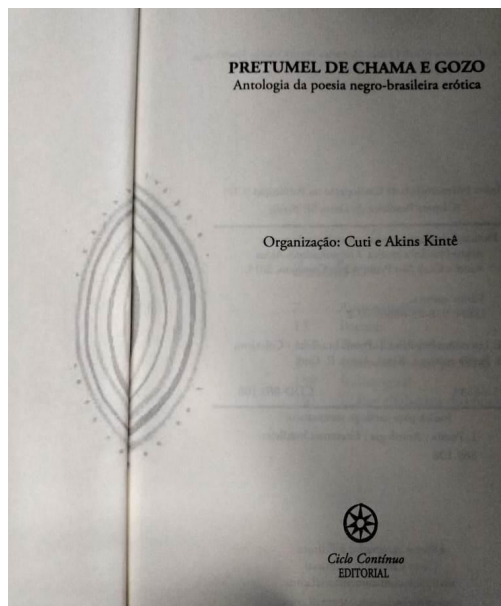 PRETUMEL DE CHAMA E GOZO
Antologia da poesia negro-brasileira erótica
Organização: Cuti e Akins Kintê
Ciclo Contínuo
EDITORIAL